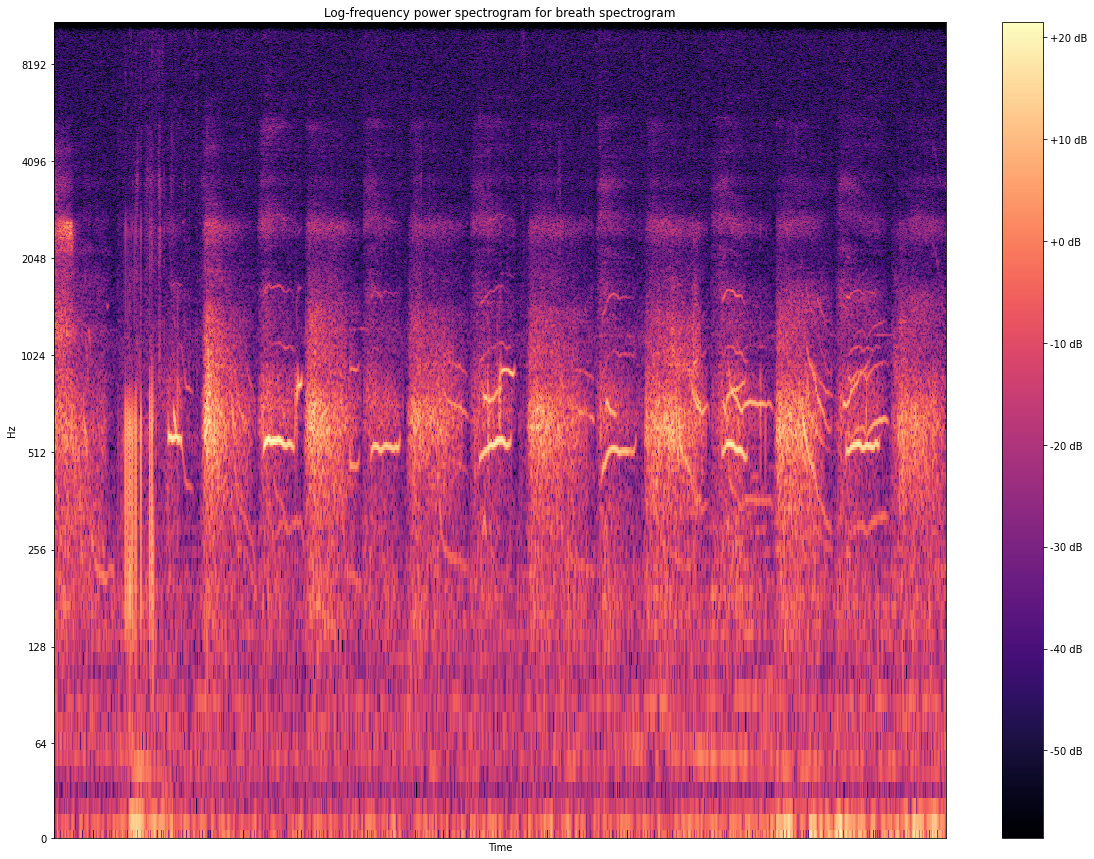 Log-frequency power spectrogram for breath spectrogram
8192
4096
2048
1024
512
256
128
64
0
Hz
Time
+20 dB
+10 dB
+0 dB
-10 dB
-20 dB
-30 dB
-40 dB
-50 dB